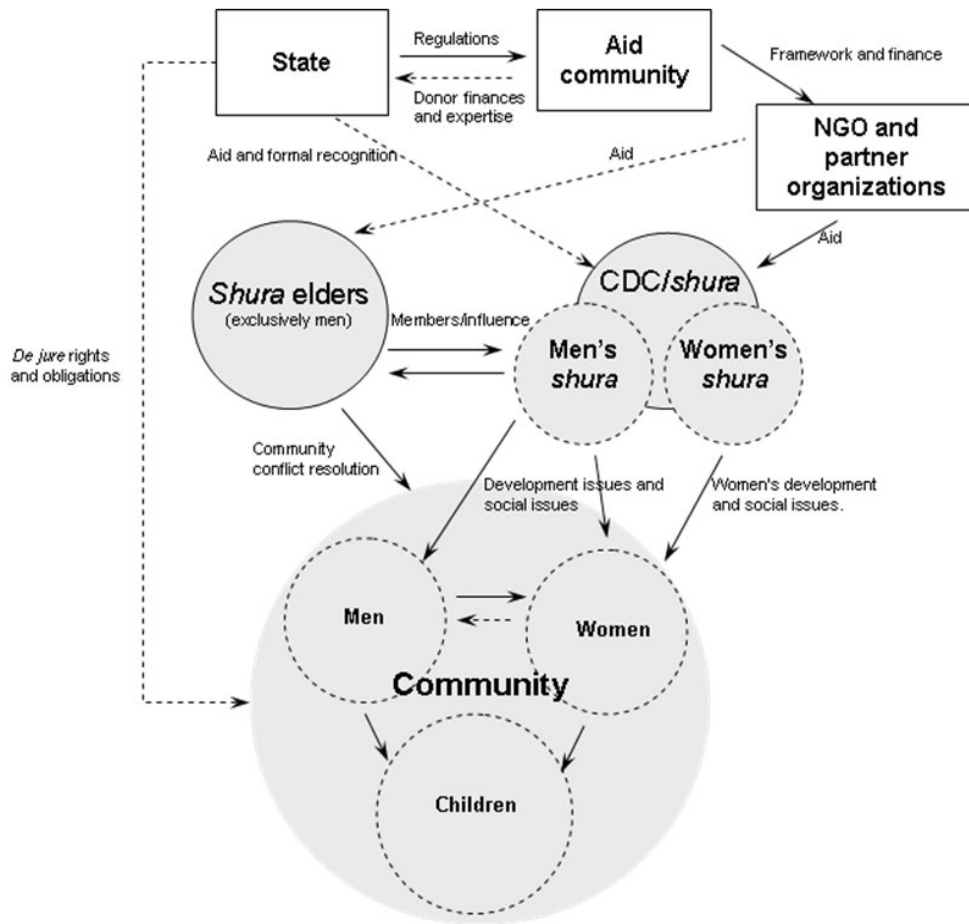 State
Regulations
Aid
community
Donor finances
and expertise
Framework and finance
NGO and
partner
organizations
Aid and formal recognition
Aid
Aid
Shura elders
(exclusively men)
Members/influence
CDC/shura
Men's
shura
Women's
shura
De jure rights
and obligations
Community
conflict resolution
Development issues and
social issues
Women's development
and social issues.
Men
Women
Community
Children